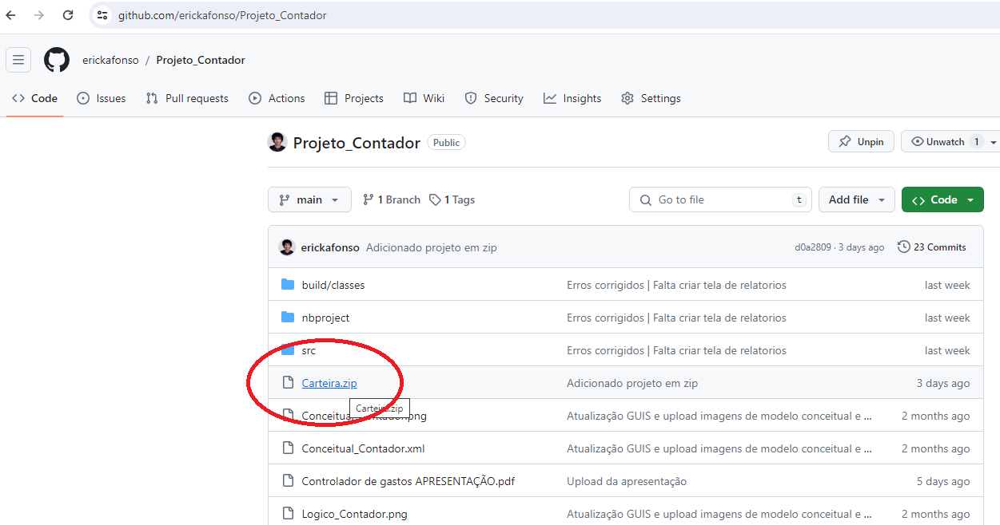 github.com/erickafonso/Projeto_Contador
erickafonso / Projeto_Contador
Code Issues Pull requests Actions Projects Wiki Security Insights Settings
Projeto_Contador Public Unpin Unwatch 1
main 1 Branch 1 Tags Go to file t Add file Code
erickafonso Adicionado projeto em zip d0a2809 · 3 days ago 23 Commits
build/classes Erros corrigidos | Falta criar tela de relatorios last week
nbproject Erros corrigidos | Falta criar tela de relatorios last week
src Erros corrigidos | Falta criar tela de relatorios last week
Carteira.zip Adicionado projeto em zip 3 days ago
Carteira.zip
Conceitual_Contador.png Atualização GUIS e upload imagens de modelo conceitual e ... 2 months ago
Conceitual_Contador.xml Atualização GUIS e upload imagens de modelo conceitual e ... 2 months ago
Controlador de gastos APRESENTAÇÃO.pdf Upload da apresentação 5 days ago
Logico_Contador.png Atualização GUIS e upload imagens de modelo conceitual e ... 2 months ago